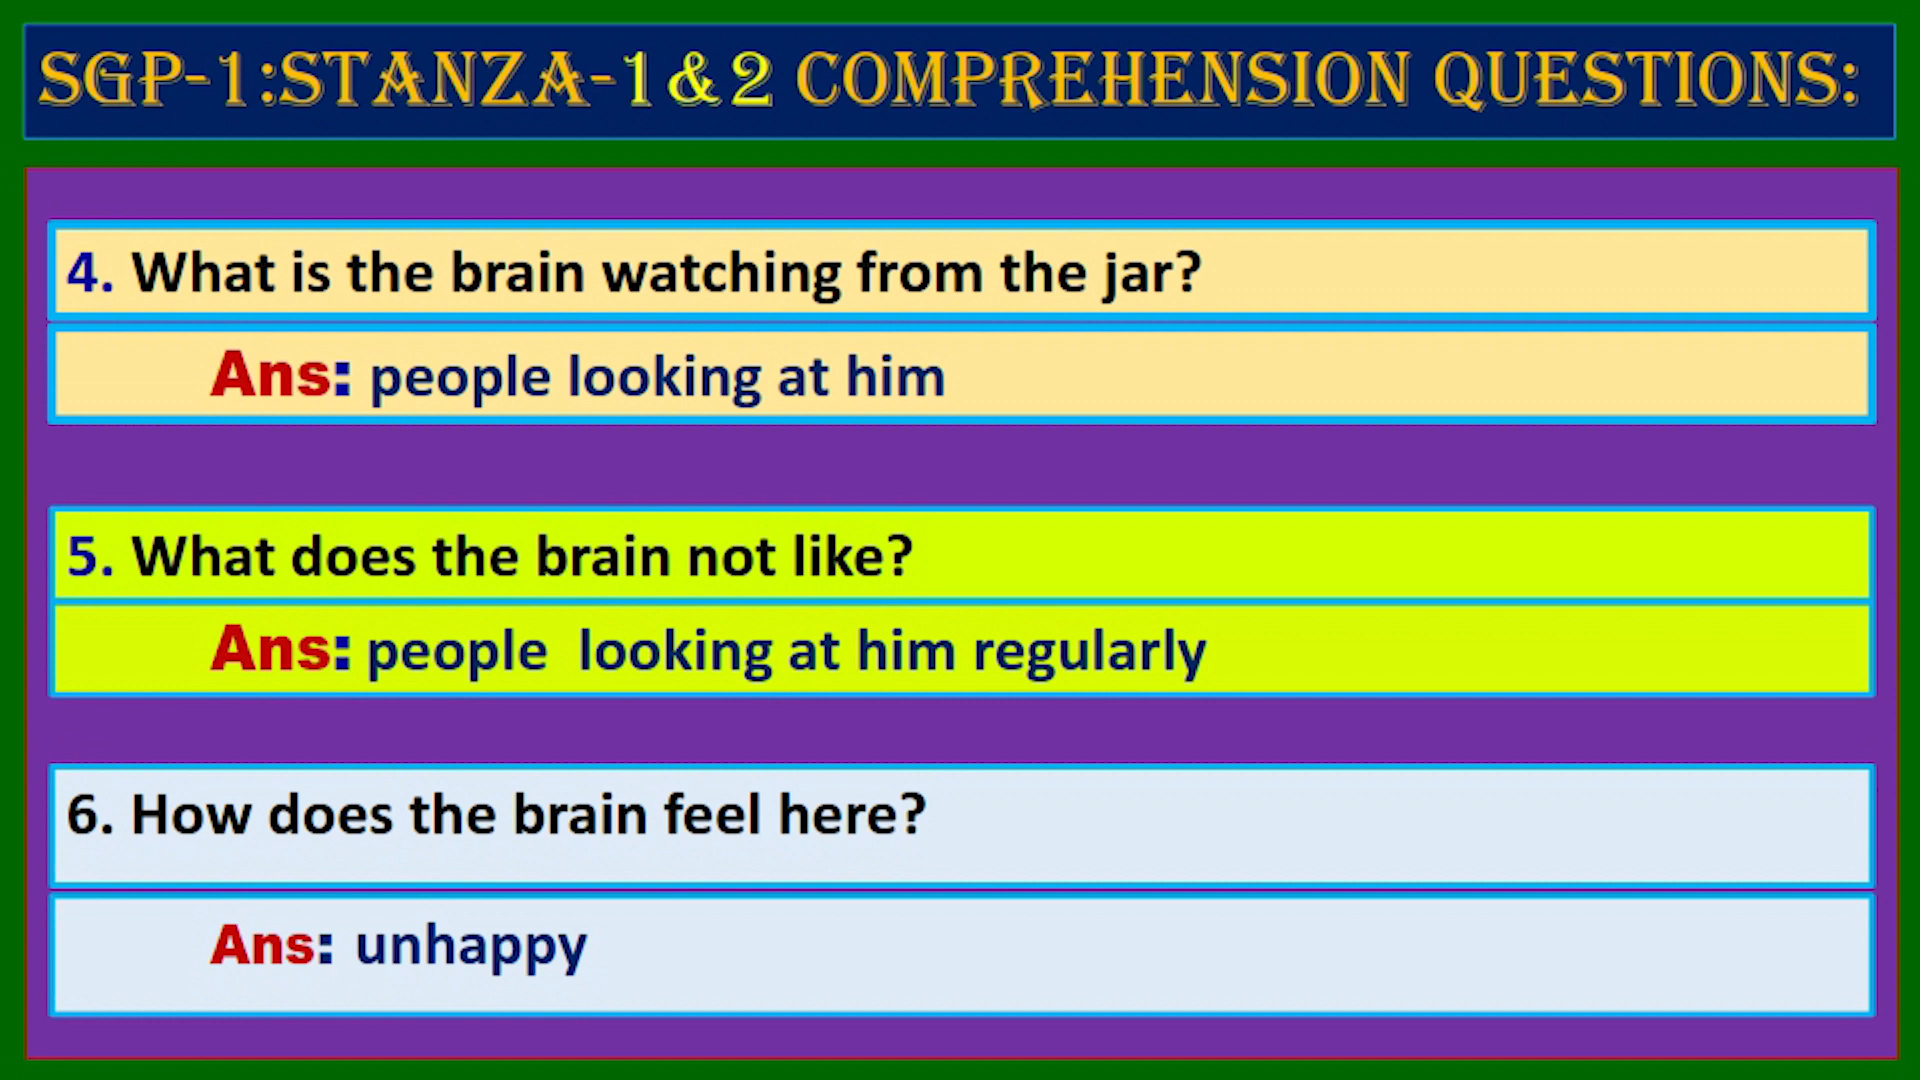 SGP-1:STANZA-1&2 COMPREHENSION QUESTIONS:
4. What is the brain watching from the jar?
Ans: people looking at him
5. What does the brain not like?
Ans: people looking at him regularly
6. How does the brain feel here?
Ans: unhappy